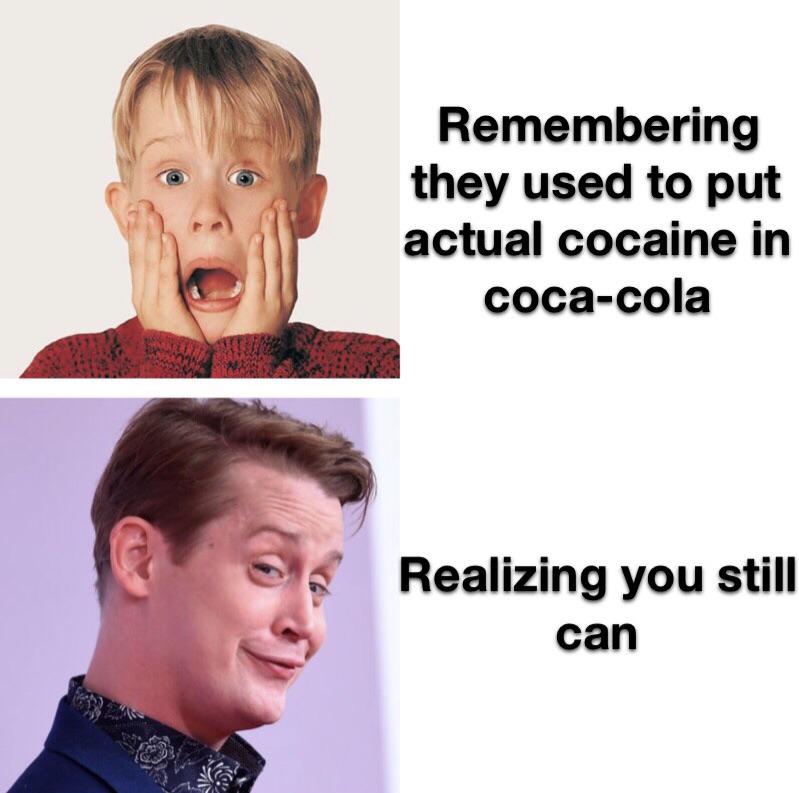 Remembering
they used to put
actual cocaine in
coca-cola
Realizing you still
can